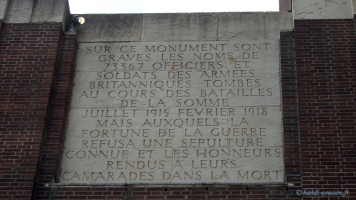 SUR CE MONUMENT SONT
GRAVES LES NOMS DE
73367 OFFICIERS ET
SOLDATS DES ARMEES
BRITANNIQUES TOMBES
AU COURS DES BATAILLES
DE LA SOMME
JUILLET 1915 FEVRIER 1918
MAIS AUXQUELS LA
FORTUNE DE LA GUERRE
REFUSA UNE SEPULTURE
CONNUE ET LES HONNEURS
RENDUS A LEURS
CAMARADES DANS LA MORT